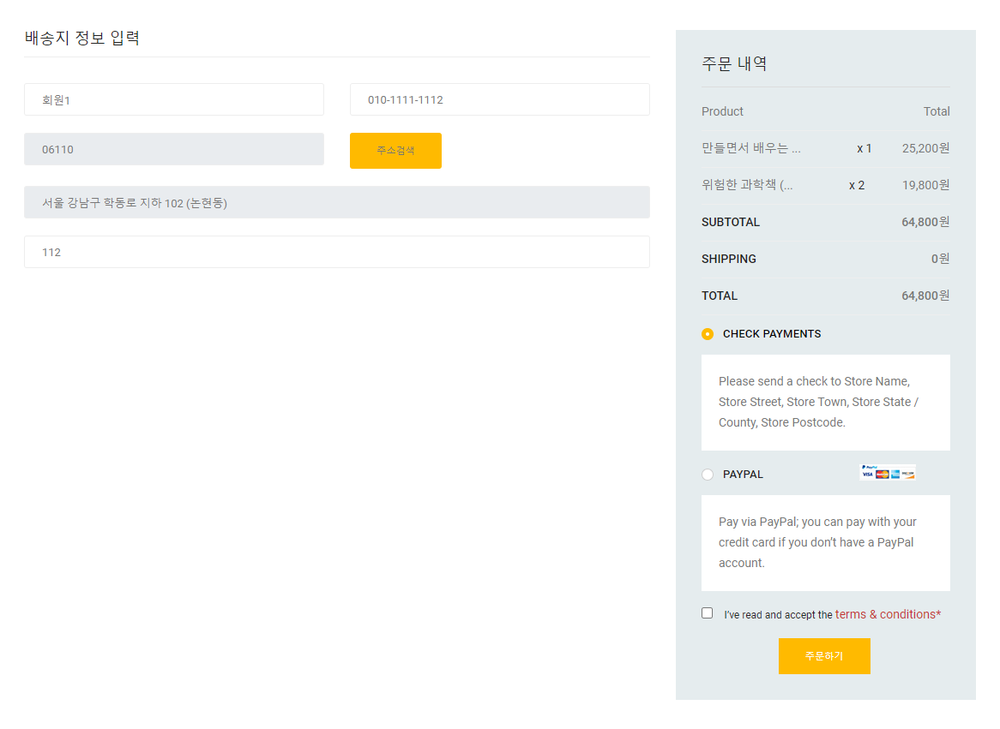 배송지 정보 입력
회원1
010-1111-1112
06110
주소검색
서울 강남구 학동로 지하 102 (논현동)
112
주문 내역
Product Total
만들면서 배우는 ... x 1 25,200원
위험한 과학책 (... x 2 19,800원
SUBTOTAL 64,800원
SHIPPING 0원
TOTAL 64,800원
CHECK PAYMENTS
Please send a check to Store Name,
Store Street, Store Town, Store State /
County, Store Postcode.
PAYPAL
PayPal
VISA
Pay via PayPal; you can pay with your
credit card if you don’t have a PayPal
account.
I’ve read and accept the terms & conditions*
주문하기